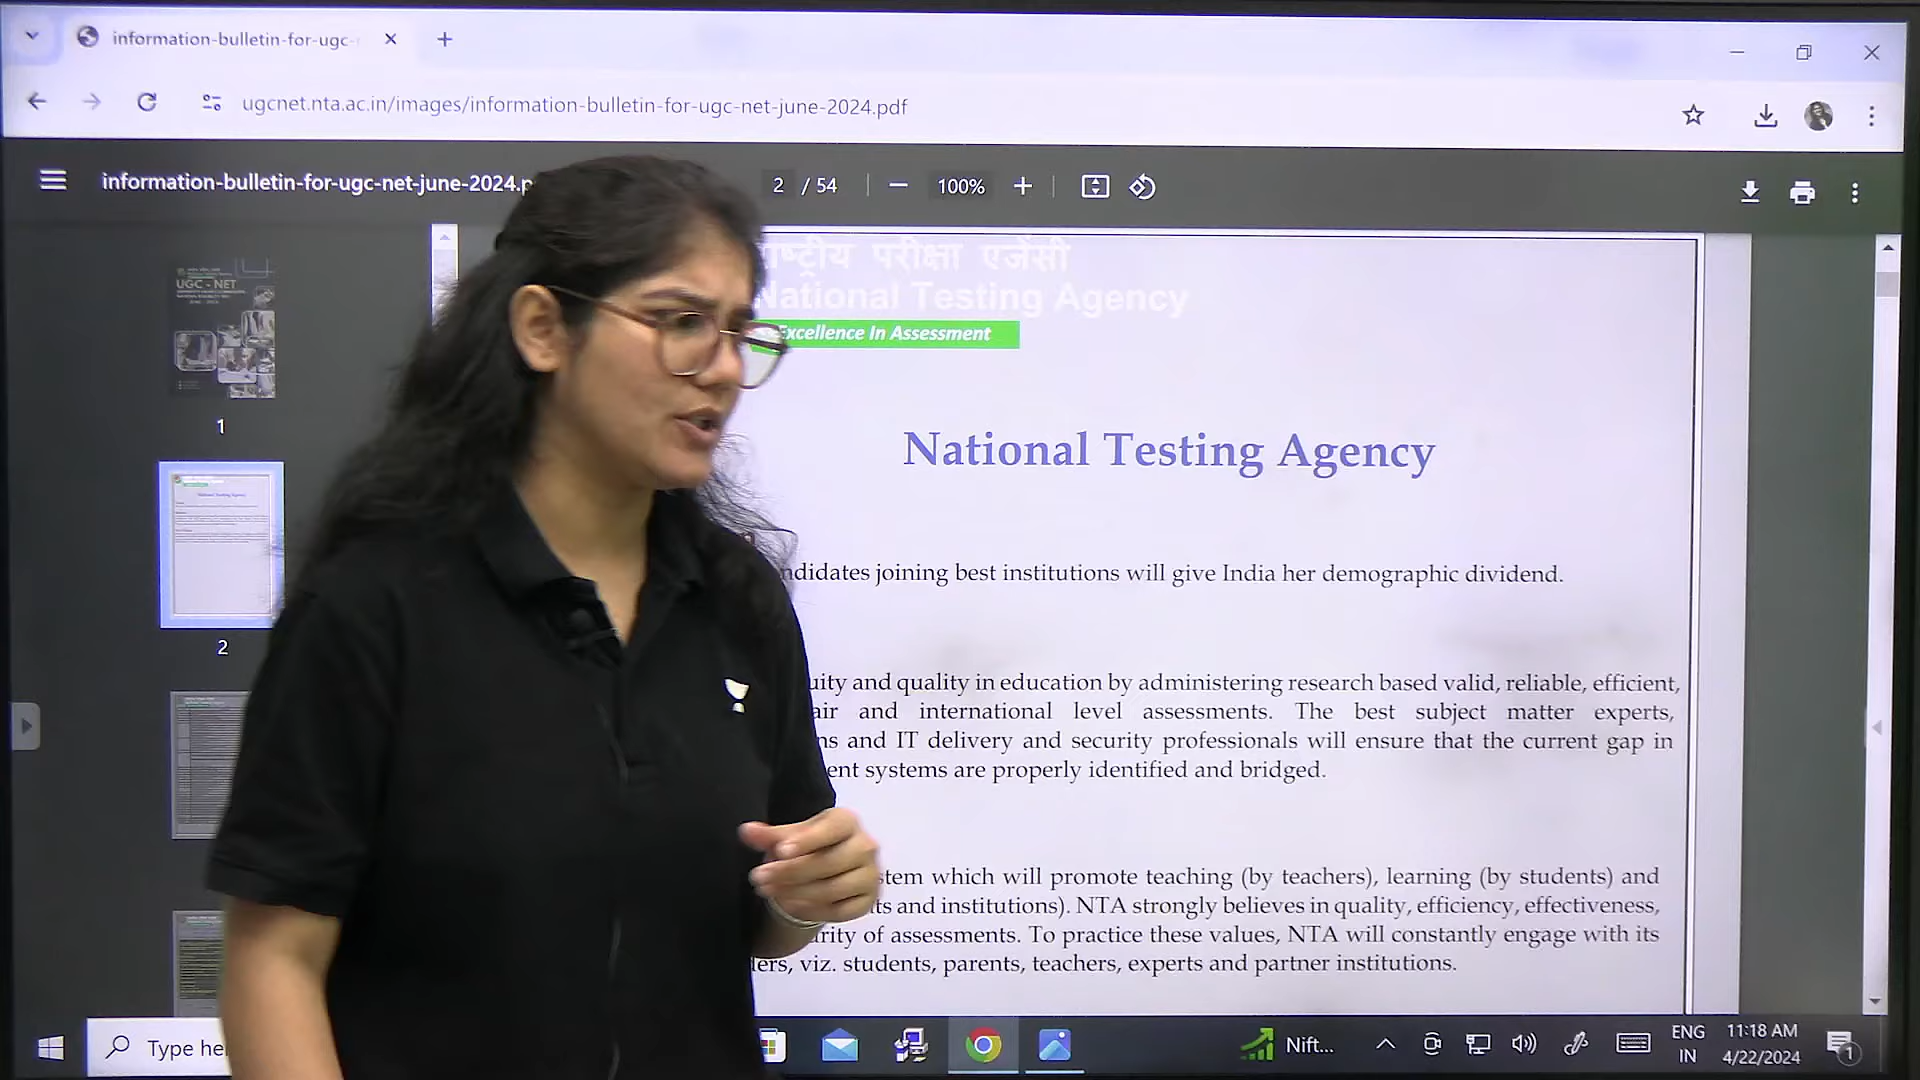 information-bulletin-for-ugc-
ugcnet.nta.ac.in/images/information-bulletin-for-ugc-net-june-2024.pdf
information-bulletin-for-ugc-net-june-2024.p
2 / 54
100%
राष्ट्रीय परीक्षा एजेंसी
National Testing Agency
Excellence In Assessment
UGC - NET
1
2
National Testing Agency
ndidates joining best institutions will give India her demographic dividend.
uity and quality in education by administering research based valid, reliable, efficient,
air and international level assessments. The best subject matter experts,
ns and IT delivery and security professionals will ensure that the current gap in
ent systems are properly identified and bridged.
stem which will promote teaching (by teachers), learning (by students) and
ts and institutions). NTA strongly believes in quality, efficiency, effectiveness,
urity of assessments. To practice these values, NTA will constantly engage with its
ders, viz. students, parents, teachers, experts and partner institutions.
Type he
Nift...
ENG
IN
11:18 AM
4/22/2024
1